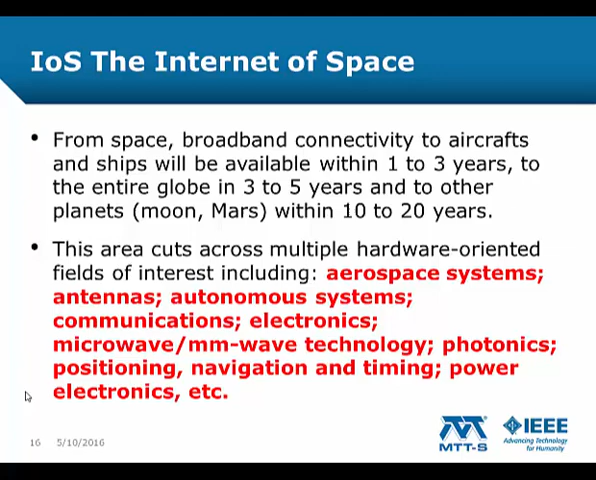 IoS The Internet of Space
• From space, broadband connectivity to aircrafts
and ships will be available within 1 to 3 years, to
the entire globe in 3 to 5 years and to other
planets (moon, Mars) within 10 to 20 years.
• This area cuts across multiple hardware-oriented
fields of interest including: aerospace systems;
antennas; autonomous systems;
communications; electronics;
microwave/mm-wave technology; photonics;
positioning, navigation and timing; power
electronics, etc.
16 5/10/2016
MTT-S
IEEE
Advancing Technology
for Humanity